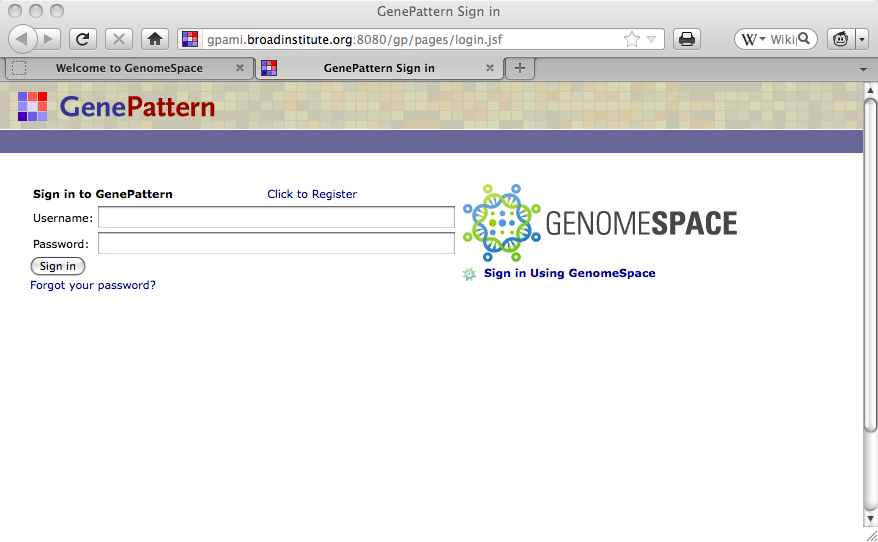 GenePattern Sign in
gpami.broadinstitute.org:8080/gp/pages/login.jsf
W Wikip
Welcome to GenomeSpace
GenePattern Sign in
GenePattern
Sign in to GenePattern
Click to Register
Username:
Password:
Sign in
Forgot your password?
GENOMESPACE
Sign in Using GenomeSpace